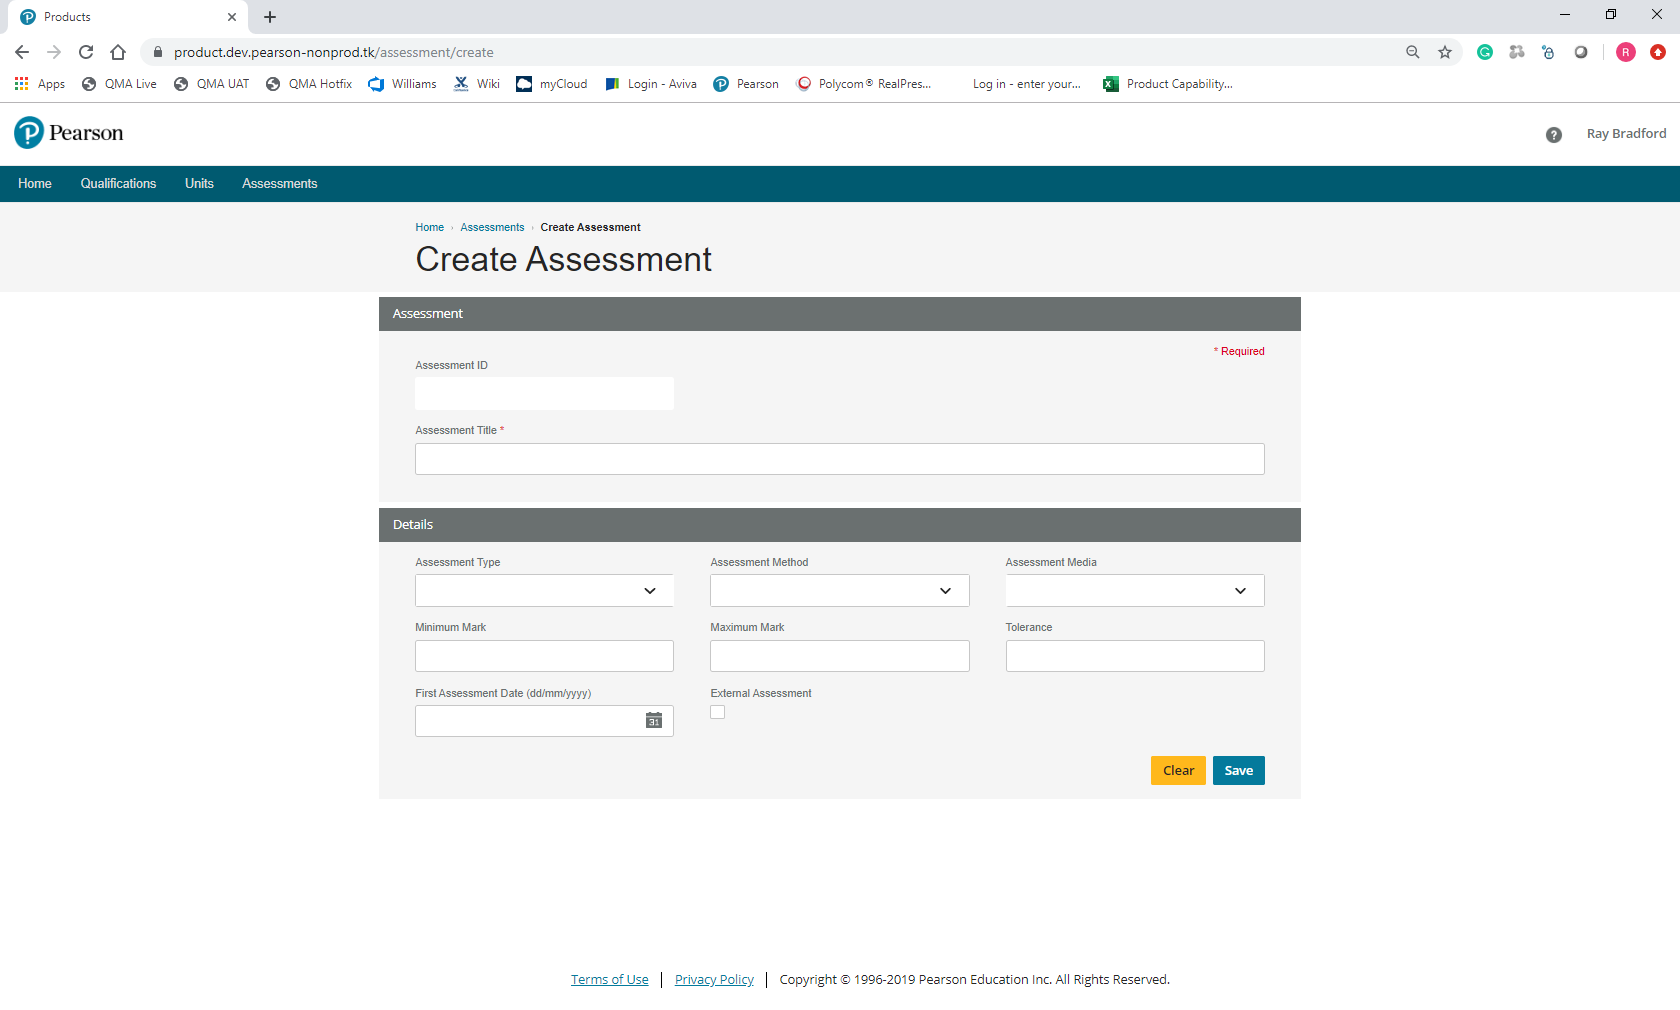 Products
product.dev.pearson-nonprod.tk/assessment/create
R
Apps QMA Live QMA UAT QMA Hotfix Williams Wiki myCloud Login - Aviva Pearson Polycom® RealPres... Log in - enter your... Product Capability...
Pearson
? Ray Bradford
Home Qualifications Units Assessments
Home › Assessments › Create Assessment
Create Assessment
Assessment
* Required
Assessment ID
Assessment Title *
Details
Assessment Type Assessment Method Assessment Media
Minimum Mark Maximum Mark Tolerance
First Assessment Date (dd/mm/yyyy) External Assessment
31
Clear Save
Terms of Use | Privacy Policy | Copyright © 1996-2019 Pearson Education Inc. All Rights Reserved.